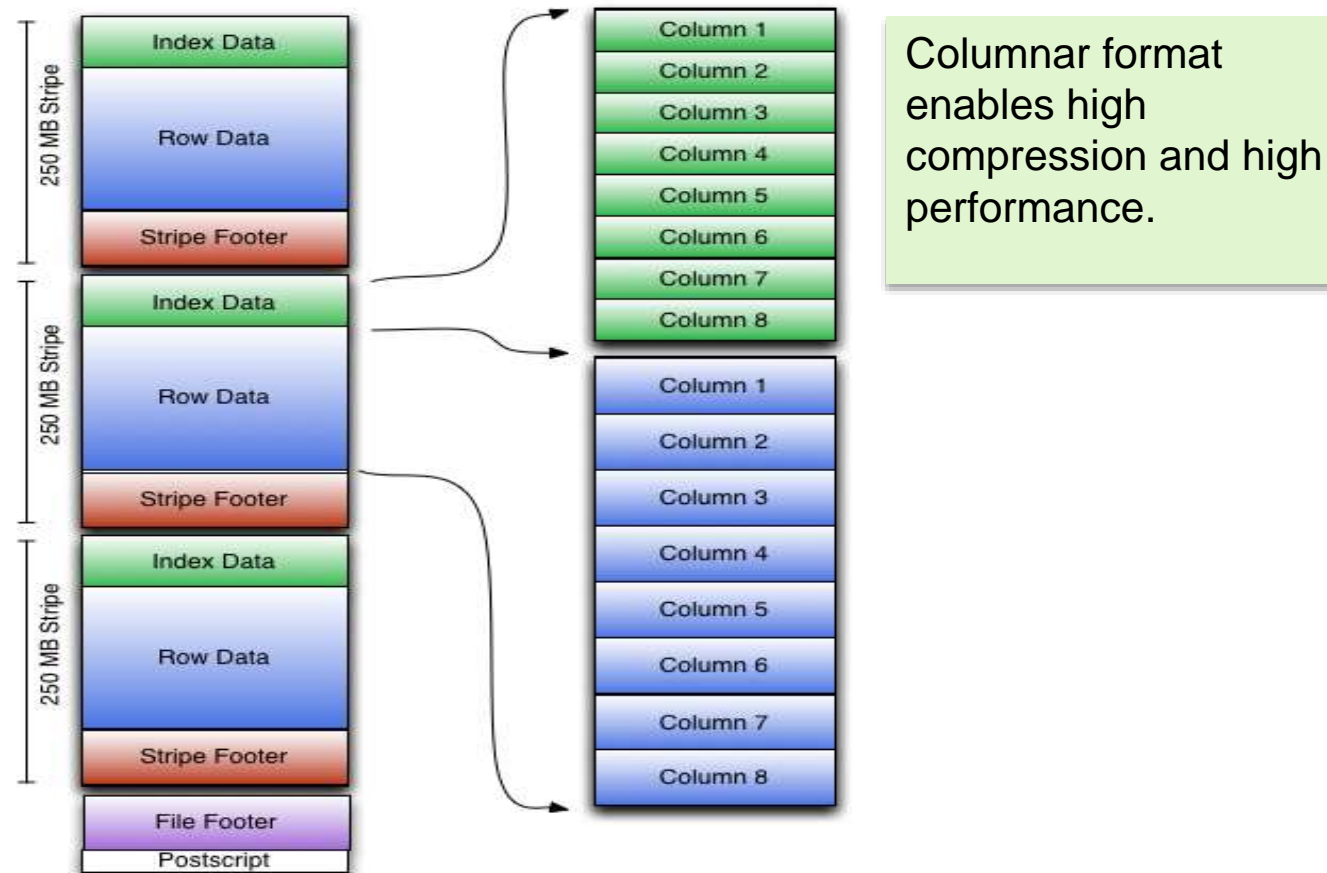 250 MB Stripe
Index Data
Row Data
Stripe Footer
250 MB Stripe
Index Data
Row Data
Stripe Footer
250 MB Stripe
Index Data
Row Data
Stripe Footer
File Footer
Postscript
Column 1
Column 2
Column 3
Column 4
Column 5
Column 6
Column 7
Column 8
Column 1
Column 2
Column 3
Column 4
Column 5
Column 6
Column 7
Column 8
Columnar format
enables high
compression and high
performance.